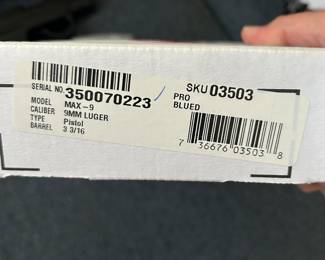 SERIAL NO. 350070223
SKU 03503
MODEL MAX-9 PRO
CALIBER 9MM LUGER BLUED
TYPE Pistol
BARREL 3 3/16
7 36676 03503 8